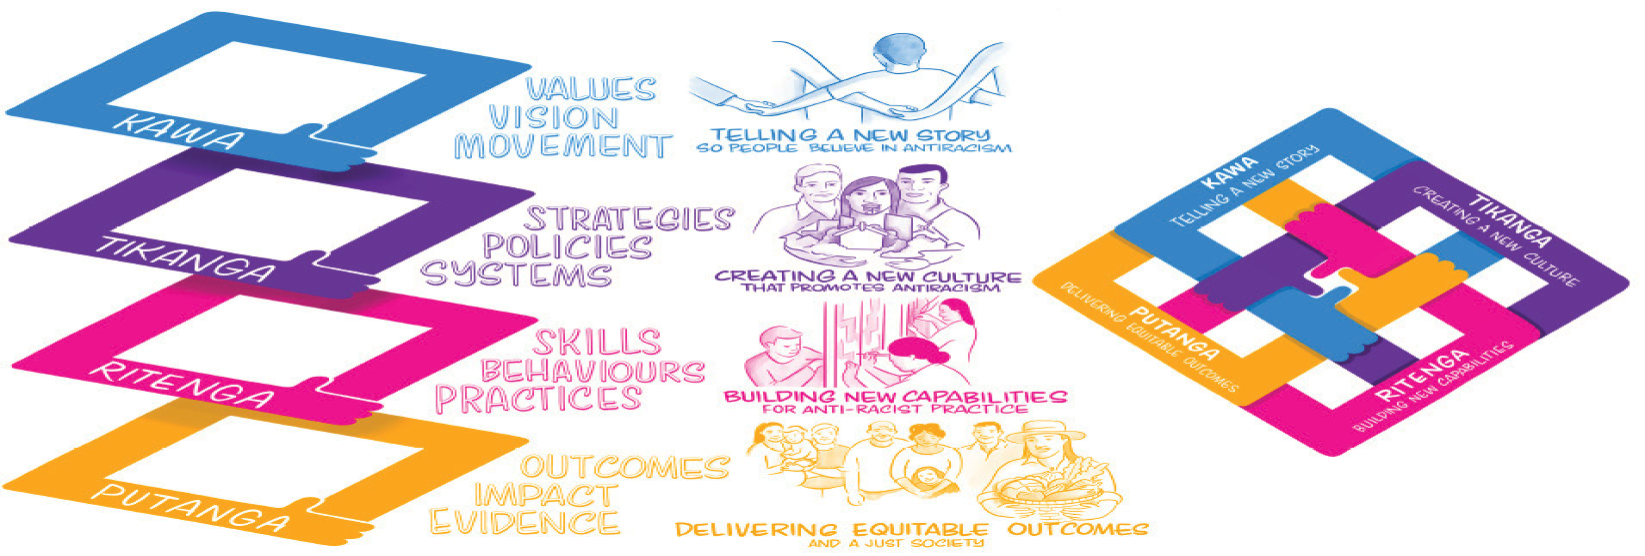 KAWA
VALUES
VISION
MOVEMENT
TELLING A NEW STORY
SO PEOPLE BELIEVE IN ANTIRACISM
TIKANGA
STRATEGIES
POLICIES
SYSTEMS
CREATING A NEW CULTURE
THAT PROMOTES ANTIRACISM
RITENGA
SKILLS
BEHAVIOURS
PRACTICES
BUILDING NEW CAPABILITIES
FOR ANTI-RACIST PRACTICE
PUTANGA
OUTCOMES
IMPACT
EVIDENCE
DELIVERING EQUITABLE OUTCOMES
AND A JUST SOCIETY
KAWA
TELLING A NEW STORY
TIKANGA
CREATING A NEW CULTURE
PUTANGA
DELIVERING EQUITABLE OUTCOMES
RITENGA
BUILDING NEW CAPABILITIES